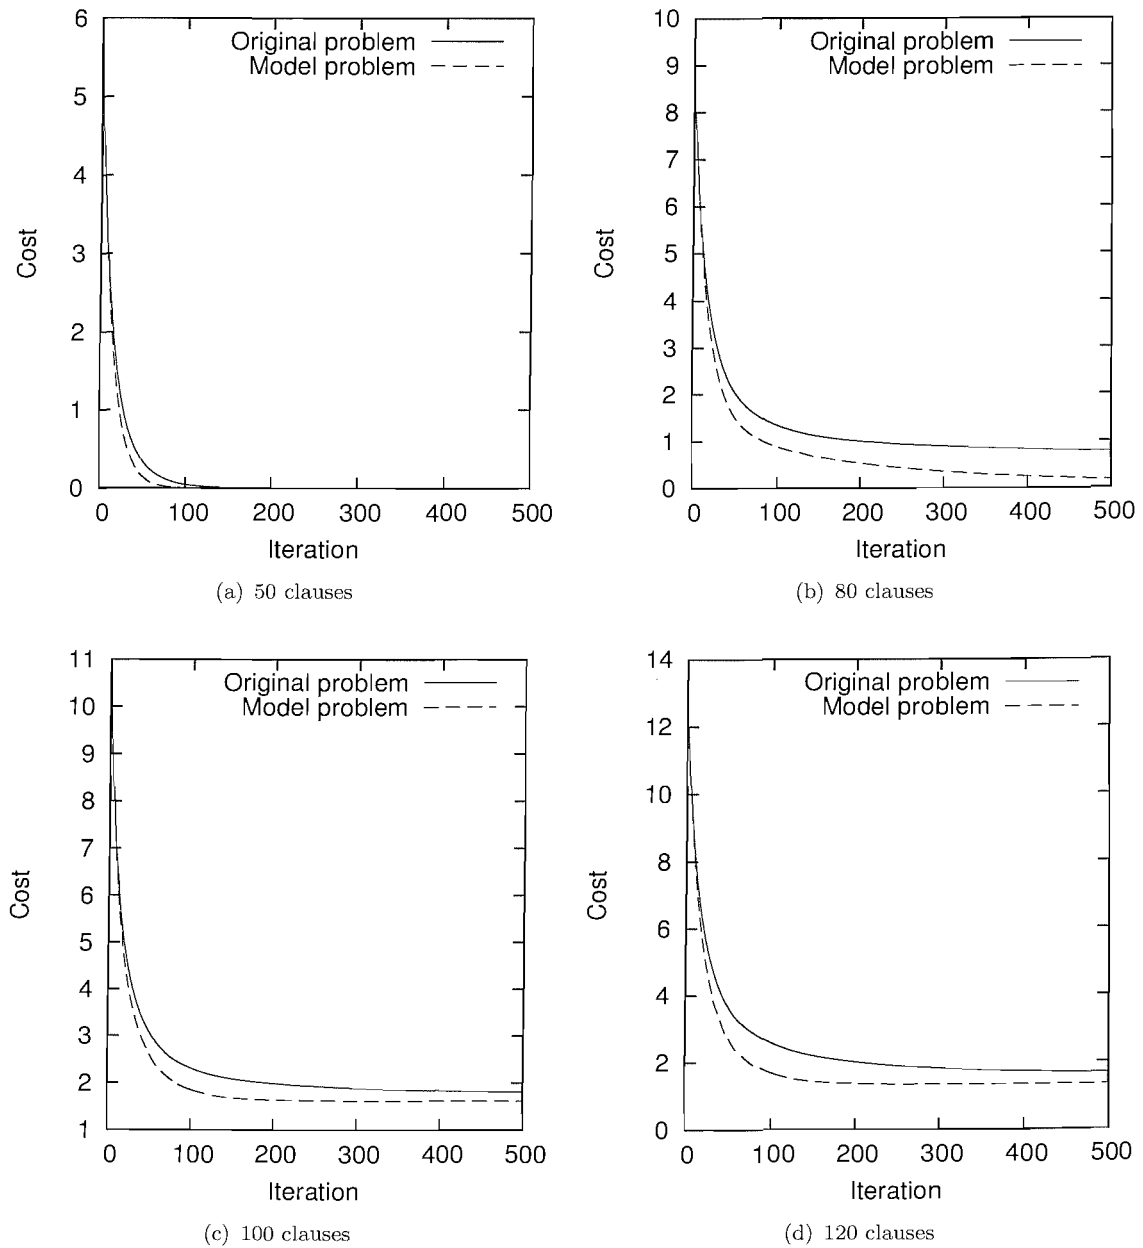 6
5
4
3
2
1
0
Cost
Original problem
Model problem
0 100 200 300 400 500
Iteration
(a) 50 clauses
10
9
8
7
6
5
4
3
2
1
0
Cost
Original problem
Model problem
0 100 200 300 400 500
Iteration
(b) 80 clauses
11
10
9
8
7
6
5
4
3
2
1
Cost
Original problem
Model problem
0 100 200 300 400 500
Iteration
(c) 100 clauses
14
12
10
8
6
4
2
0
Cost
Original problem
Model problem
0 100 200 300 400 500
Iteration
(d) 120 clauses